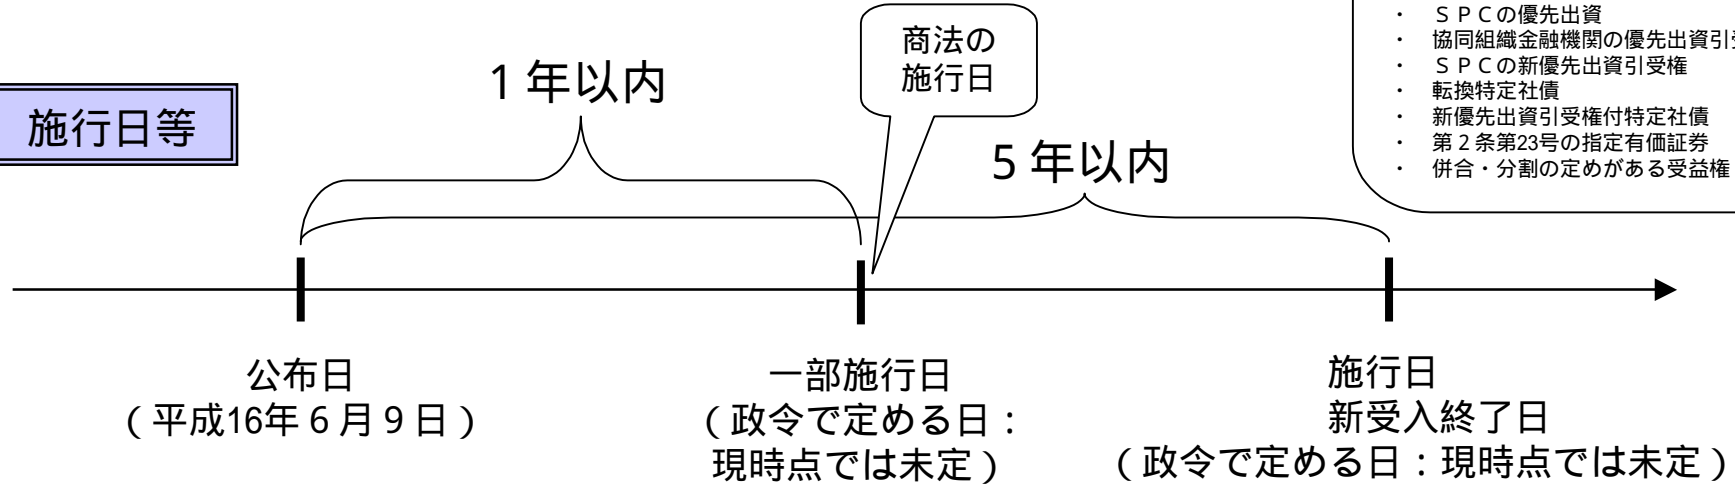 施行日等
１年以内
商法の
施行日
５年以内
・　ＳＰＣの優先出資
・　協同組織金融機関の優先出資引
・　ＳＰＣの新優先出資引受権
・　転換特定社債
・　新優先出資引受権付特定社債
・　第２条第23号の指定有価証券
・　併合・分割の定めがある受益権
公布日
（平成16年６月９日）
一部施行日
（政令で定める日：
現時点では未定）
施行日
新受入終了日
（政令で定める日：現時点では未定）